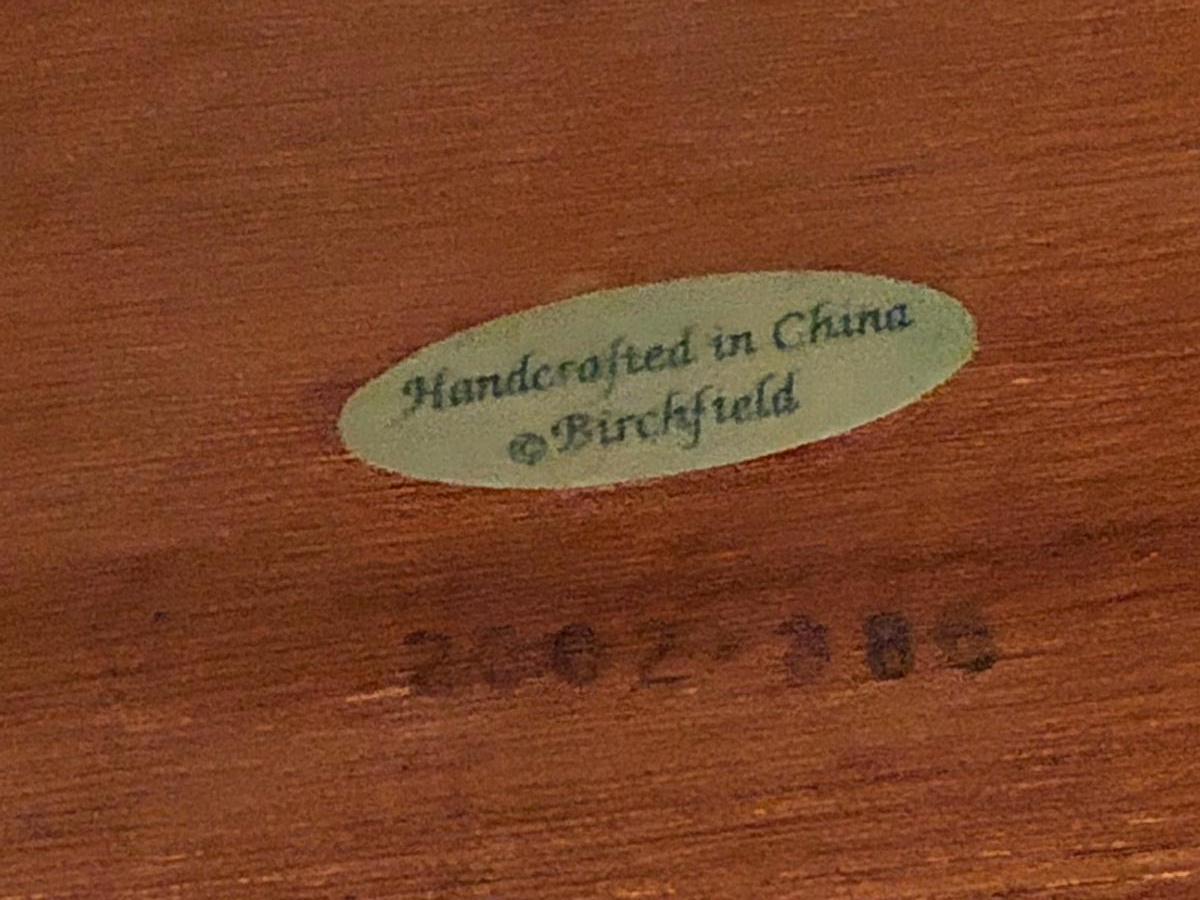 Handcrafted in China
©Birchfield